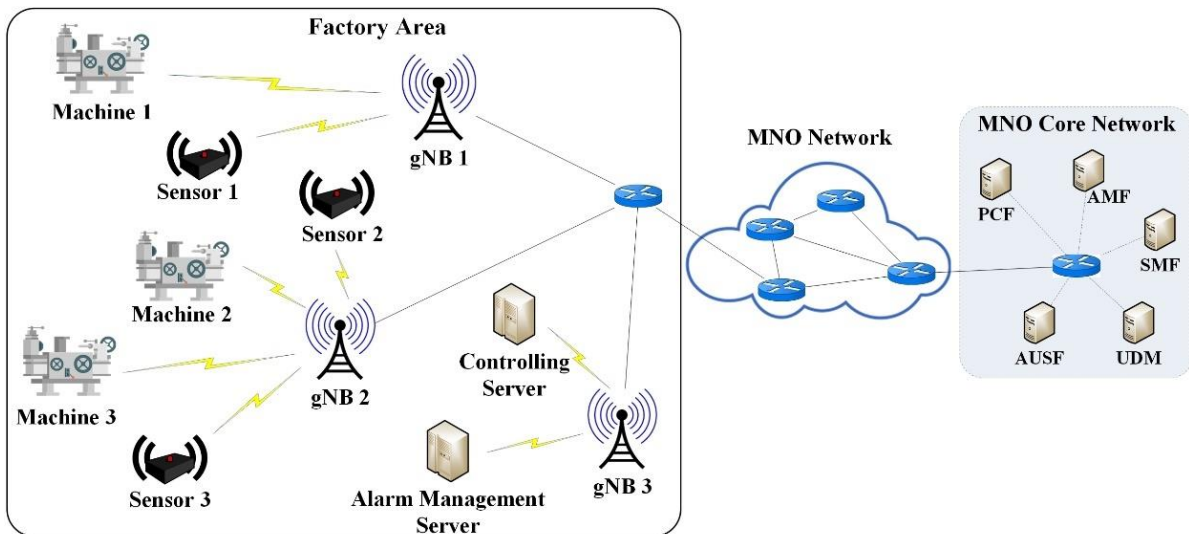 Factory Area
Machine 1
gNB 1
Sensor 1
Sensor 2
Machine 2
Controlling
Server
gNB 2
Machine 3
Sensor 3
Alarm Management
Server
gNB 3
MNO Network
MNO Core Network
PCF
AMF
SMF
AUSF
UDM